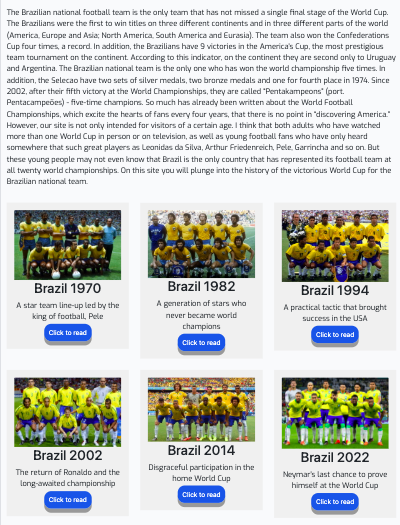 The Brazilian national football team is the only team that has not missed a single final stage of the World Cup.
The Brazilians were the first to win titles on three different continents and in three different parts of the world
(America, Europe and Asia; North America, South America and Eurasia). The team also won the Confederations
Cup four times, a record. In addition, the Brazilians have 9 victories in the America's Cup, the most prestigious
team tournament on the continent. According to this indicator, on the continent they are second only to Uruguay
and Argentina. The Brazilian national team is the only one who has won the world championship five times. In
addition, the Selecao have two sets of silver medals, two bronze medals and one for fourth place in 1974. Since
2002, after their fifth victory at the World Championships, they are called "Pentakampeons" (port.
Pentacampeões) - five-time champions. So much has already been written about the World Football
Championships, which excite the hearts of fans every four years, that there is no point in "discovering America."
However, our site is not only intended for visitors of a certain age. I think that both adults who have watched
more than one World Cup in person or on television, as well as young football fans who have only heard
somewhere that such great players as Leonidas da Silva, Arthur Friedenreich, Pele, Garrincha and so on. But
these young people may not even know that Brazil is the only country that has represented its football team at
all twenty world championships. On this site you will plunge into the history of the victorious World Cup for the
Brazilian national team.
Brazil 1970
A star team line-up led by the
king of football, Pele
Click to read
Brazil 1982
A generation of stars who
never became world
champions
Click to read
Brazil 1994
A practical tactic that brought
success in the USA
Click to read
Brazil 2002
The return of Ronaldo and the
long-awaited championship
Click to read
Brazil 2014
Disgraceful participation in the
home World Cup
Click to read
Brazil 2022
Neymar's last chance to prove
himself at the World Cup
Click to read